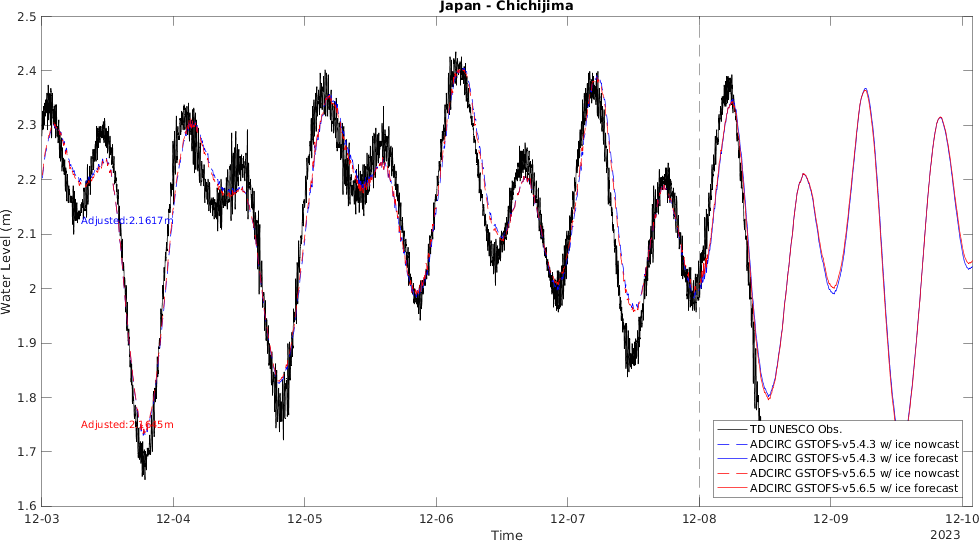 Japan - Chichijima
2.5
2.4
2.3
2.2
2.1
2
1.9
1.8
1.7
1.6
Water Level (m)
Adjusted:2.1617m
Adjusted:2.1645m
TD UNESCO Obs.
ADCIRC GSTOFS-v5.4.3 w/ ice nowcast
ADCIRC GSTOFS-v5.4.3 w/ ice forecast
ADCIRC GSTOFS-v5.6.5 w/ ice nowcast
ADCIRC GSTOFS-v5.6.5 w/ ice forecast
12-03 12-04 12-05 12-06 12-07 12-08 12-09 12-10
Time
2023